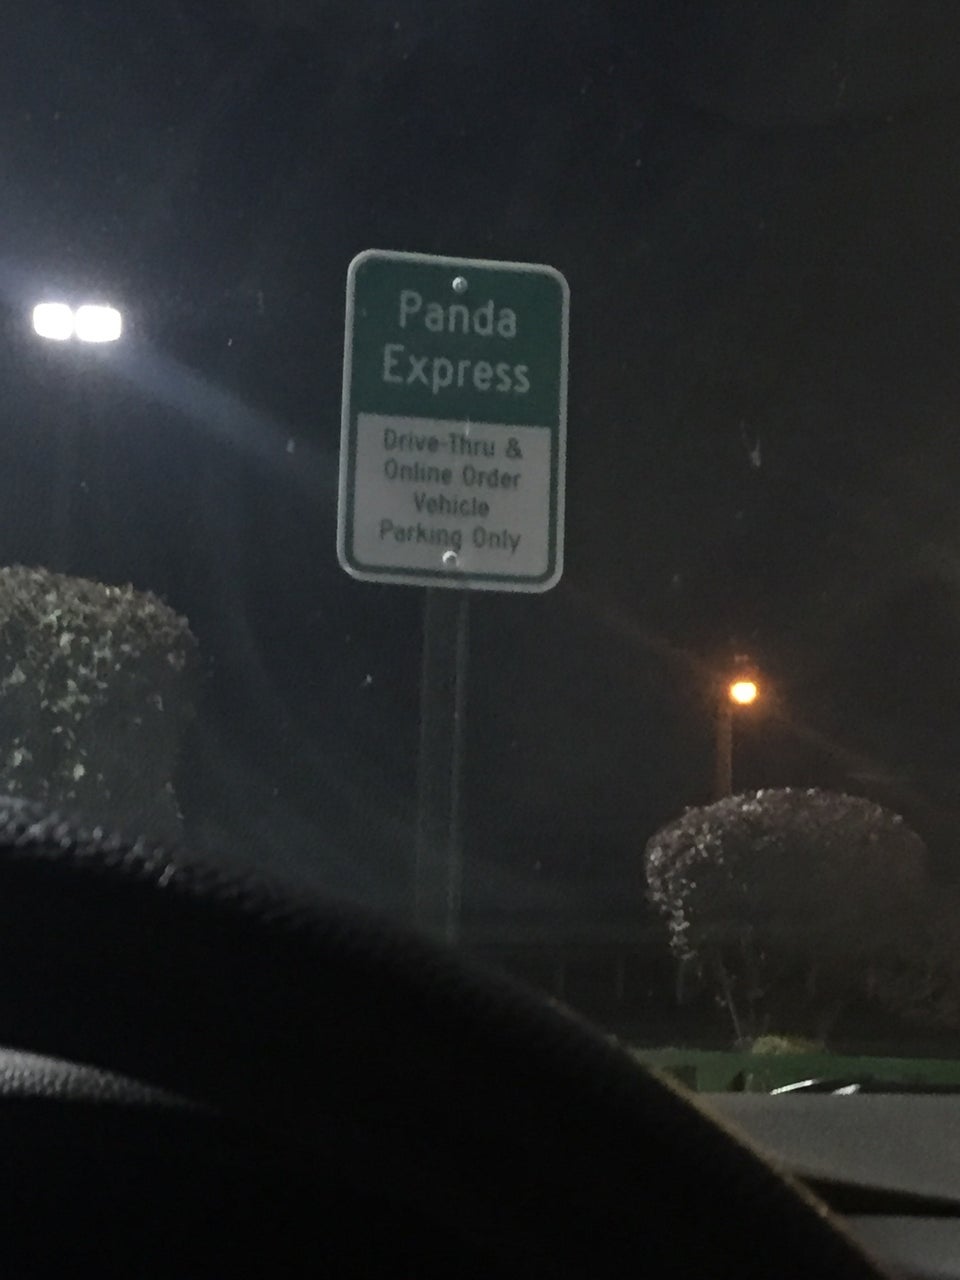 Panda
Express
Drive-Thru &
Online Order
Vehicle
Parking Only